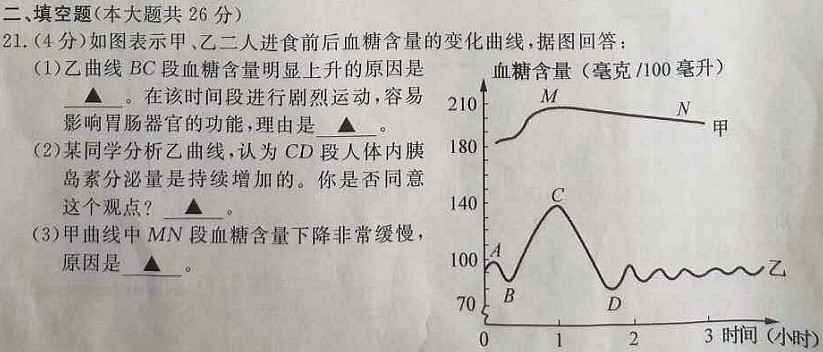 二、填空题(本大题共 26 分)
21. (4 分)如图表示甲、乙二人进食前后血糖含量的变化曲线,据图回答:
(1)乙曲线 BC 段血糖含量明显上升的原因是
▲ 。在该时间段进行剧烈运动,容易
影响胃肠器官的功能,理由是 ▲ 。
(2)某同学分析乙曲线,认为 CD 段人体内胰
岛素分泌量是持续增加的。你是否同意
这个观点? ▲ 。
(3)甲曲线中 MN 段血糖含量下降非常缓慢,
原因是 ▲ 。
血糖含量(毫克/100 毫升)
210
M
N
甲
180
140
C
100
A
乙
B
D
70
0
1
2
3 时间(小时)